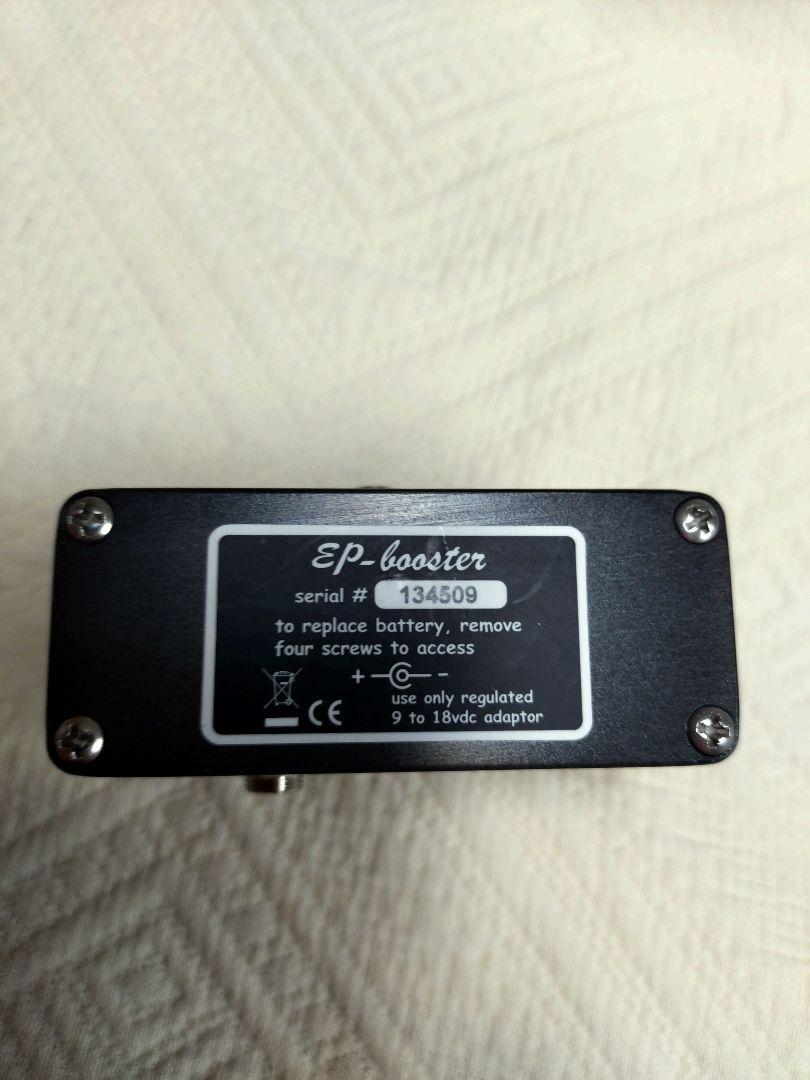 EP-booster
serial # 134509
to replace battery, remove
four screws to access
+ -
CE
use only regulated
9 to 18vdc adaptor